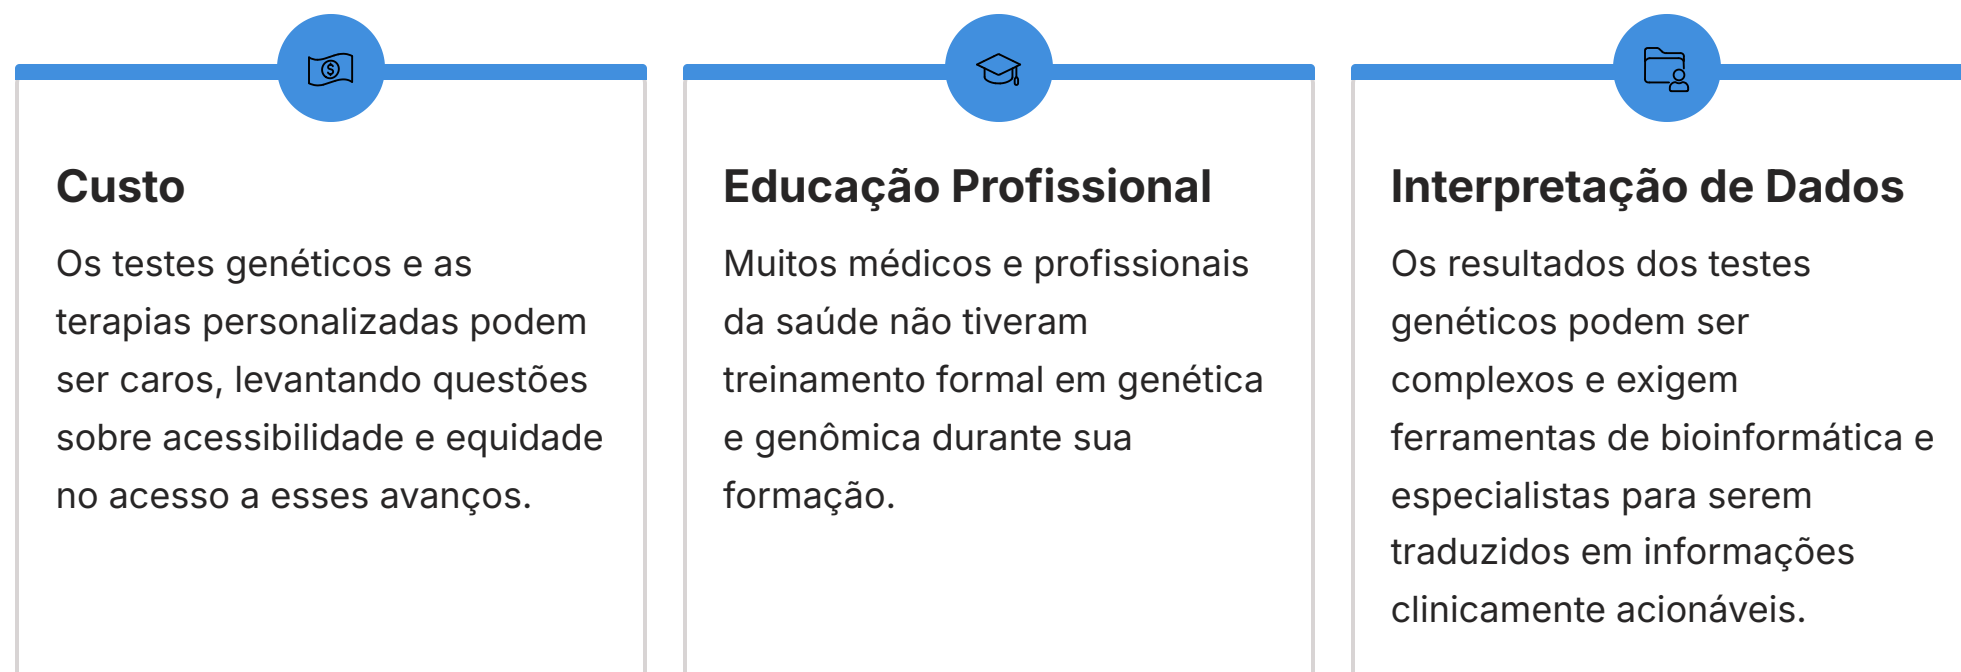 Custo
Os testes genéticos e as
terapias personalizadas podem
ser caros, levantando questões
sobre acessibilidade e equidade
no acesso a esses avanços.
Educação Profissional
Muitos médicos e profissionais
da saúde não tiveram
treinamento formal em genética
e genômica durante sua
formação.
Interpretação de Dados
Os resultados dos testes
genéticos podem ser
complexos e exigem
ferramentas de bioinformática e
especialistas para serem
traduzidos em informações
clinicamente acionáveis.